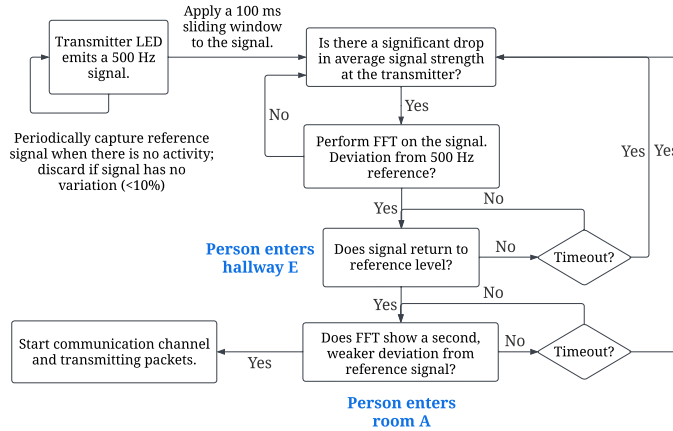 Apply a 100 ms
sliding window
to the signal.
Transmitter LED
emits a 500 Hz
signal.
Is there a significant drop
in average signal strength
at the transmitter?
No
Yes
Periodically capture reference
signal when there is no activity;
discard if signal has no
variation (<10%)
Perform FFT on the signal.
Deviation from 500 Hz
reference?
Yes
Yes
Yes
No
Person enters
hallway E
Does signal return to
reference level?
No
Timeout?
Yes
No
Start communication channel
and transmitting packets.
Yes
Does FFT show a second,
weaker deviation from
reference signal?
No
Timeout?
Person enters
room A